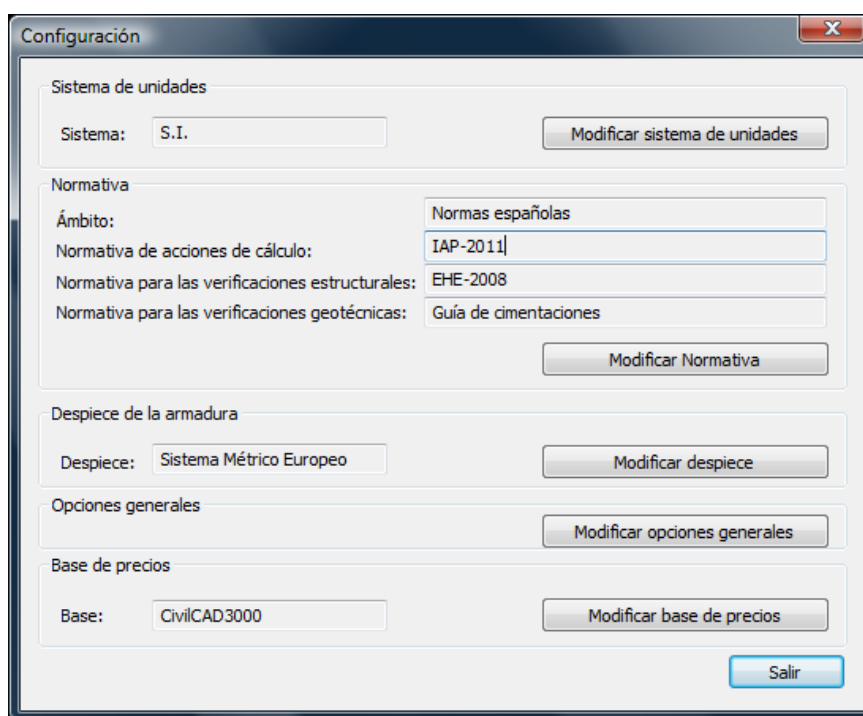 Configuración
Sistema de unidades
Sistema: S.I. Modificar sistema de unidades
Normativa
Ámbito: Normas españolas
Normativa de acciones de cálculo: IAP-2011
Normativa para las verificaciones estructurales: EHE-2008
Normativa para las verificaciones geotécnicas: Guía de cimentaciones
Modificar Normativa
Despiece de la armadura
Despiece: Sistema Métrico Europeo Modificar despiece
Opciones generales
Modificar opciones generales
Base de precios
Base: CivilCAD3000 Modificar base de precios
Salir